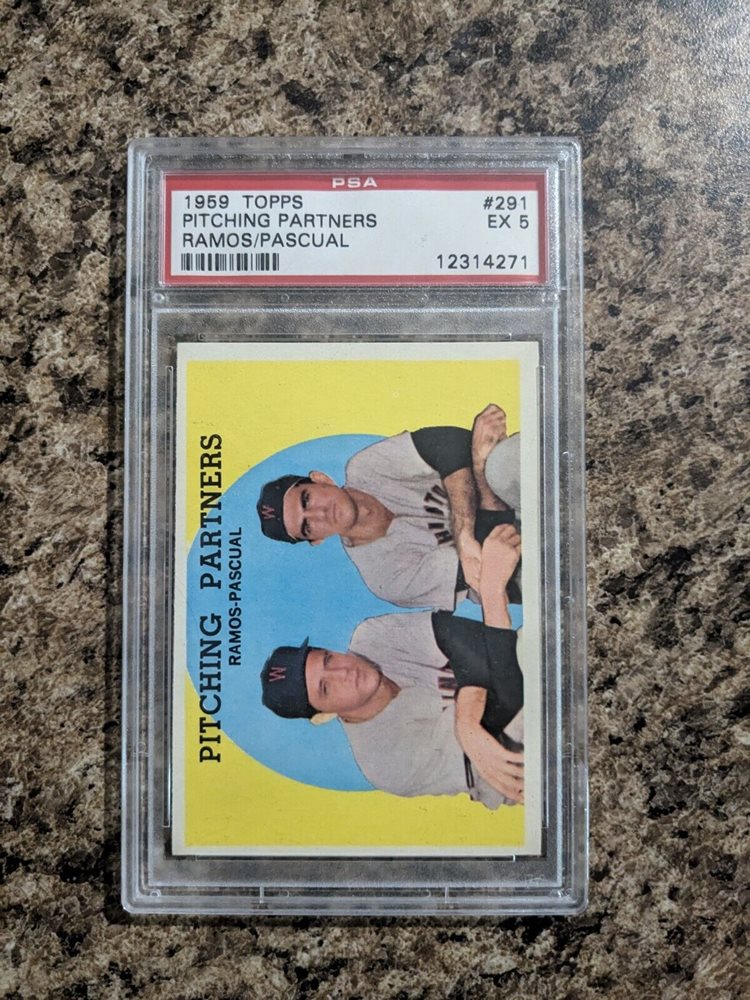 PSA
1959 TOPPS #291
PITCHING PARTNERS EX 5
RAMOS/PASCUAL
12314271
PITCHING PARTNERS
RAMOS-PASCUAL
W
W